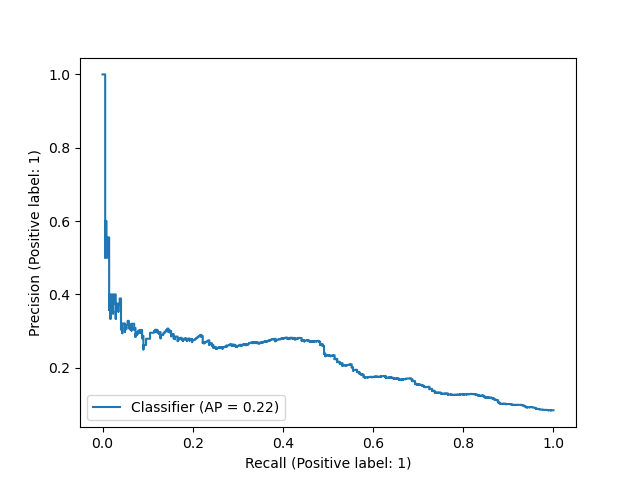 1.0
0.8
0.6
0.4
0.2
Precision (Positive label: 1)
Classifier (AP = 0.22)
0.0 0.2 0.4 0.6 0.8 1.0
Recall (Positive label: 1)